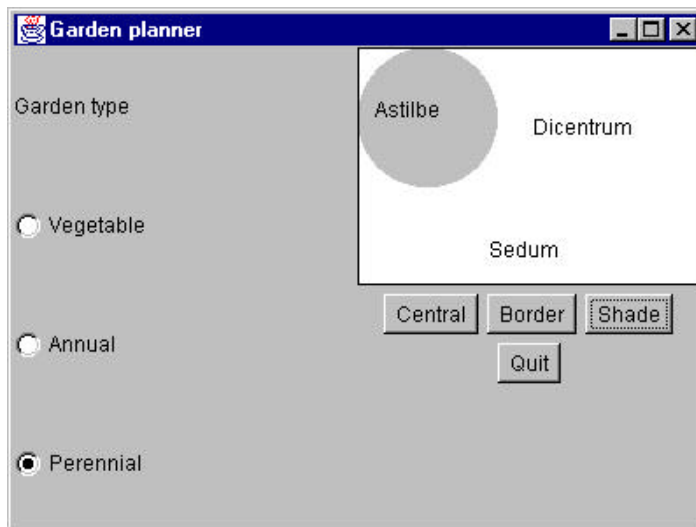 Garden planner
Garden type
Vegetable
Annual
Perennial
Astilbe
Dicentrum
Sedum
Central Border Shade
Quit